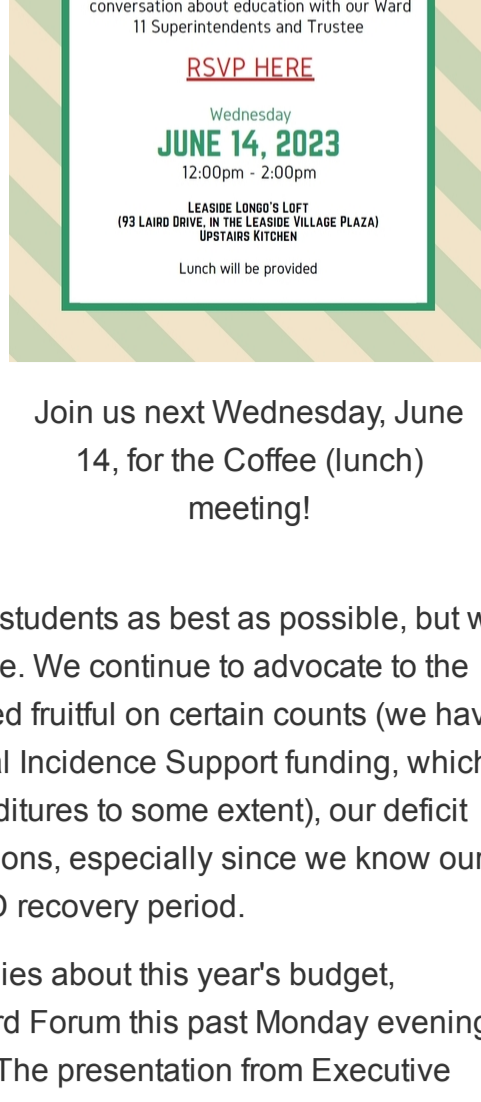 conversation about education with our Ward
11 Superintendents and Trustee
RSVP HERE
Wednesday
JUNE 14, 2023
12:00pm - 2:00pm
LEASIDE LONGO'S LOFT
(93 LAIRD DRIVE, IN THE LEASIDE VILLAGE PLAZA)
UPSTAIRS KITCHEN
Lunch will be provided
Join us next Wednesday, June
14, for the Coffee (lunch)
meeting!
students as best as possible, but
e. We continue to advocate to the
ed fruitful on certain counts (we hav
l Incidence Support funding, which
ditures to some extent), our deficit
ons, especially since we know our
recovery period.
ies about this year's budget,
rd Forum this past Monday evening
The presentation from Executive